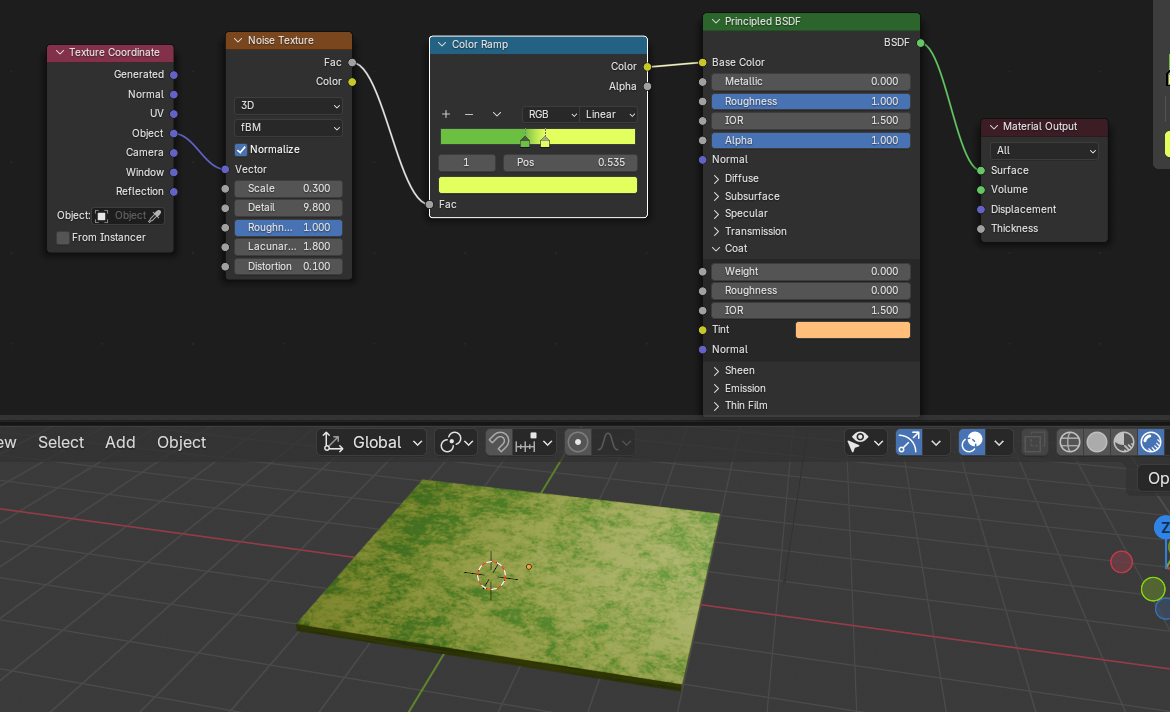 Texture Coordinate
Generated
Normal
UV
Object
Camera
Window
Reflection
Object: Object
From Instancer
Noise Texture
Fac
Color
3D
fBM
Normalize
Vector
Scale 0.300
Detail 9.800
Roughn... 1.000
Lacunar... 1.800
Distortion 0.100
Color Ramp
Color
Alpha
RGB Linear
1 Pos 0.535
Fac
Principled BSDF
BSDF
Base Color
Metallic 0.000
Roughness 1.000
IOR 1.500
Alpha 1.000
Normal
Diffuse
Subsurface
Specular
Transmission
Coat
Weight 0.000
Roughness 0.000
IOR 1.500
Tint
Normal
Sheen
Emission
Thin Film
Material Output
All
Surface
Volume
Displacement
Thickness
ew Select Add Object Global
Op
Z